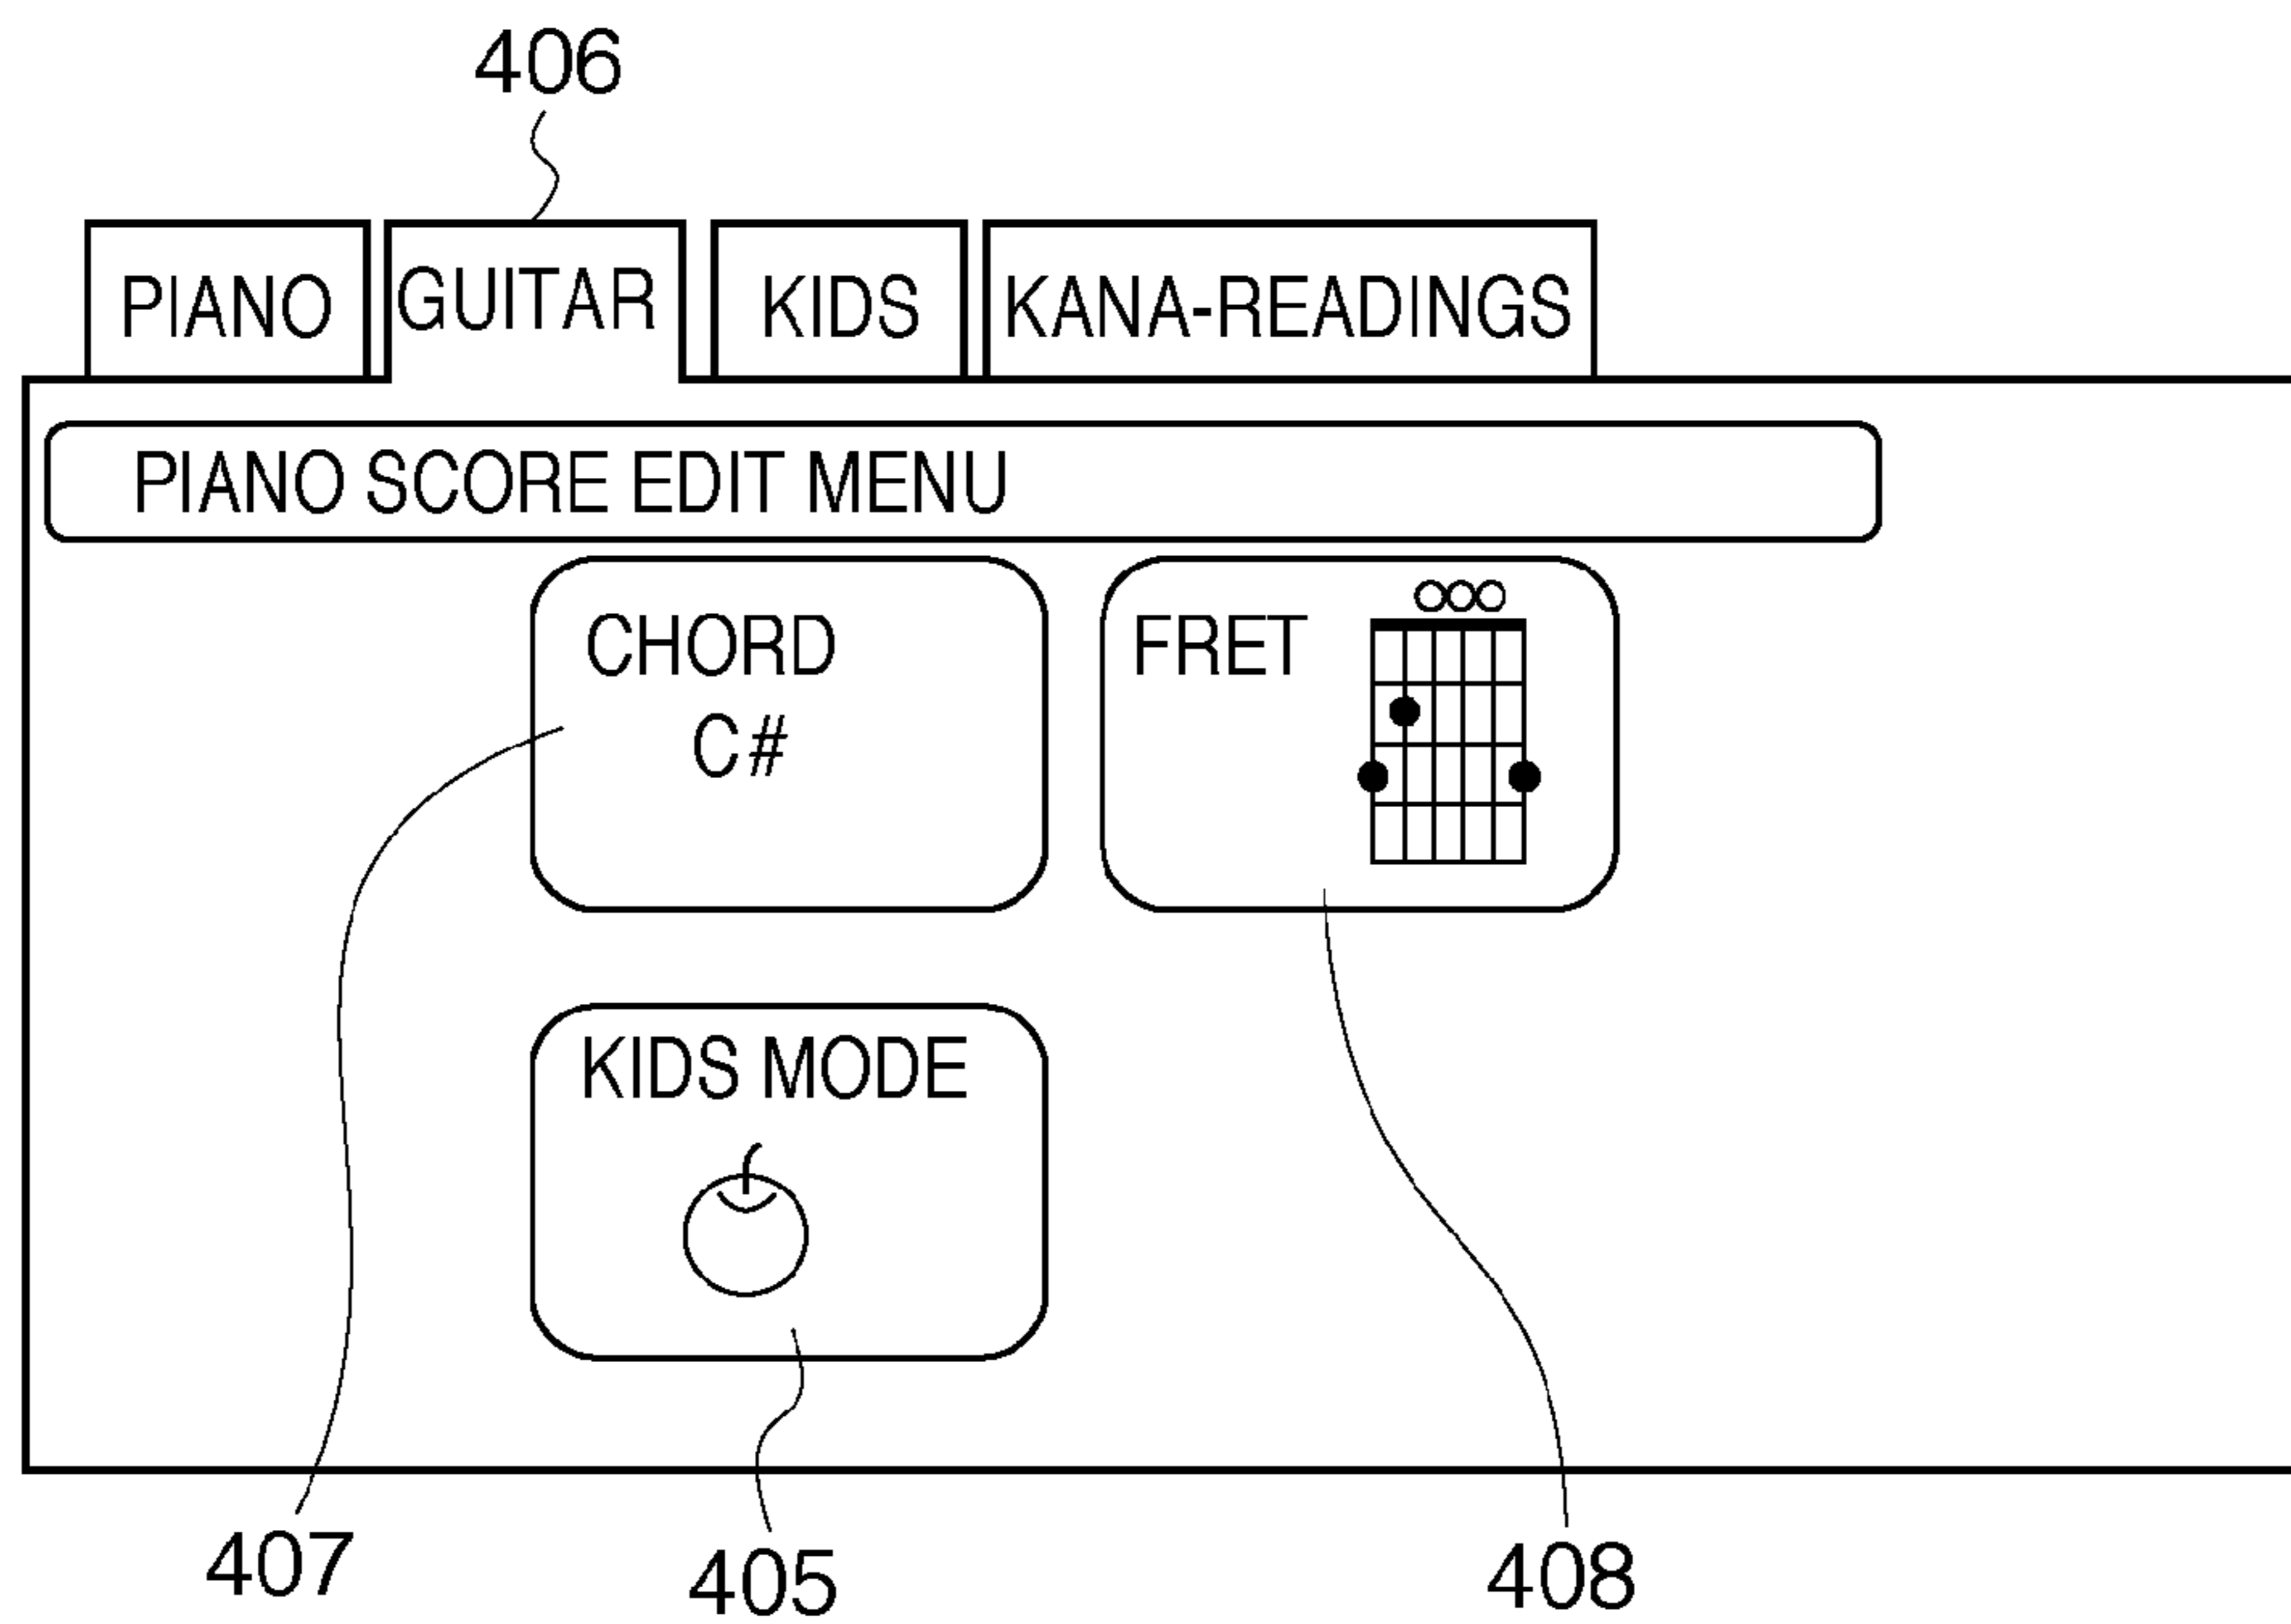 406
PIANO GUITAR KIDS KANA-READINGS
PIANO SCORE EDIT MENU
CHORD
C#
FRET
KIDS MODE
407
405
408